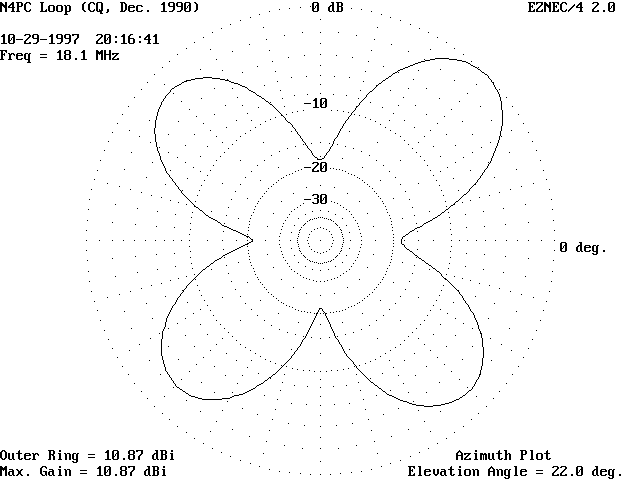 N4PC Loop (CQ, Dec. 1990)
0 dB
EZNEC/4 2.0
10-29-1997 20:16:41
Freq = 18.1 MHz
-10
-20
-30
0 deg.
Outer Ring = 10.87 dBi
Azimuth Plot
Max. Gain = 10.87 dBi
Elevation Angle = 22.0 deg.